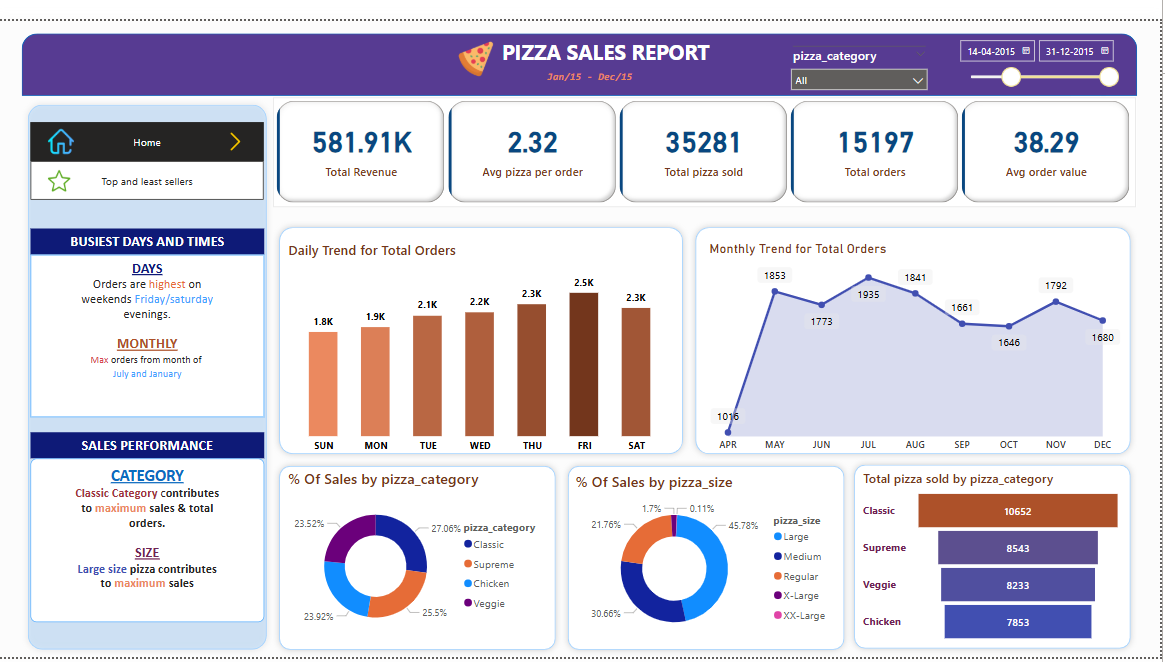 PIZZA SALES REPORT
Jan/15 - Dec/15
pizza_category
All
14-04-2015
31-12-2015
Home
Top and least sellers
581.91K
Total Revenue
2.32
Avg pizza per order
35281
Total pizza sold
15197
Total orders
38.29
Avg order value
BUSIEST DAYS AND TIMES
DAYS
Orders are highest on
weekends Friday/saturday
evenings.
MONTHLY
Max orders from month of
July and January
SALES PERFORMANCE
CATEGORY
Classic Category contributes
to maximum sales & total
orders.
SIZE
Large size pizza contributes
to maximum sales
Daily Trend for Total Orders
1.8K
1.9K
2.1K
2.2K
2.3K
2.5K
2.3K
SUN MON TUE WED THU FRI SAT
Monthly Trend for Total Orders
1016
1853
1773
1935
1841
1661
1646
1792
1680
APR MAY JUN JUL AUG SEP OCT NOV DEC
% Of Sales by pizza_category
23.52%
27.06%
23.92%
25.5%
pizza_category
Classic
Supreme
Chicken
Veggie
% Of Sales by pizza_size
1.7%
0.11%
21.76%
45.78%
30.66%
pizza_size
Large
Medium
Regular
X-Large
XX-Large
Total pizza sold by pizza_category
Classic 10652
Supreme 8543
Veggie 8233
Chicken 7853